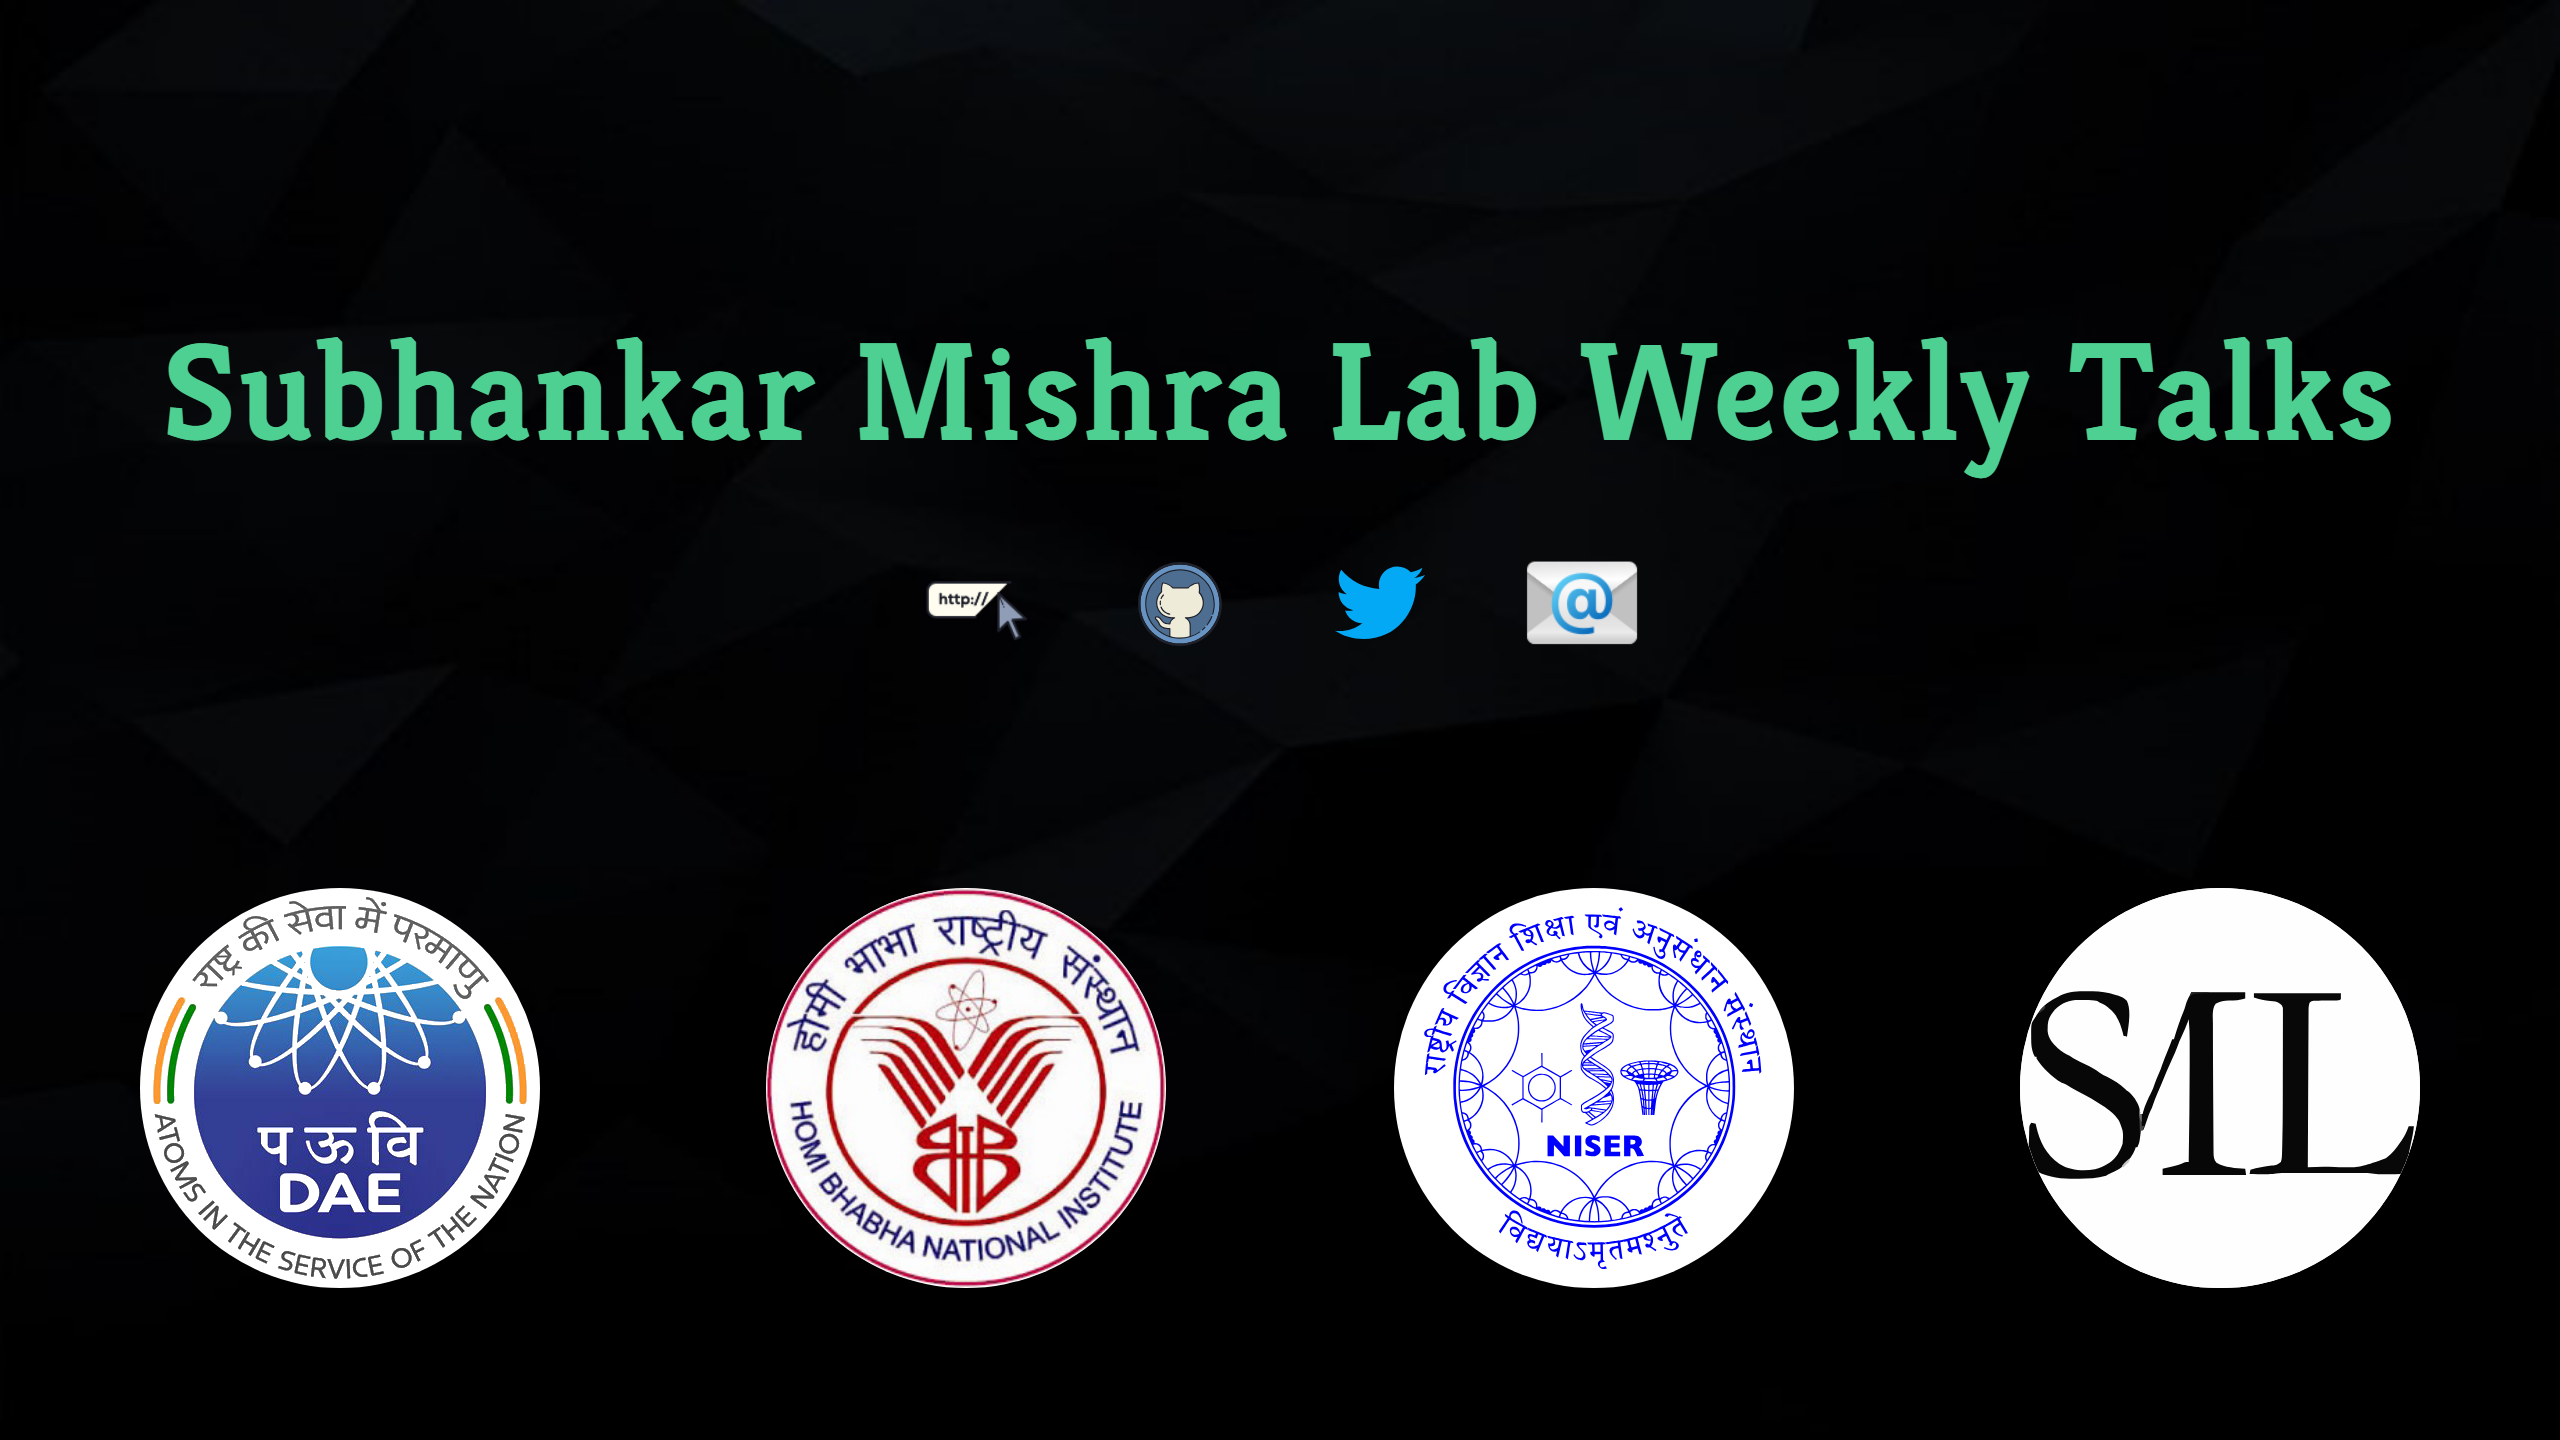 Subhankar Mishra Lab Weekly Talks
http://
@
राष्ट्र की सेवा में परमाणु
प ऊ वि
DAE
ATOMS IN THE SERVICE OF THE NATION
होमी भाभा राष्ट्रीय संस्थान
HOMI BHABHA NATIONAL INSTITUTE
राष्ट्रीय विज्ञान शिक्षा एवं अनुसंधान संस्थान
NISER
विद्ययाऽमृतमश्नुते
SML